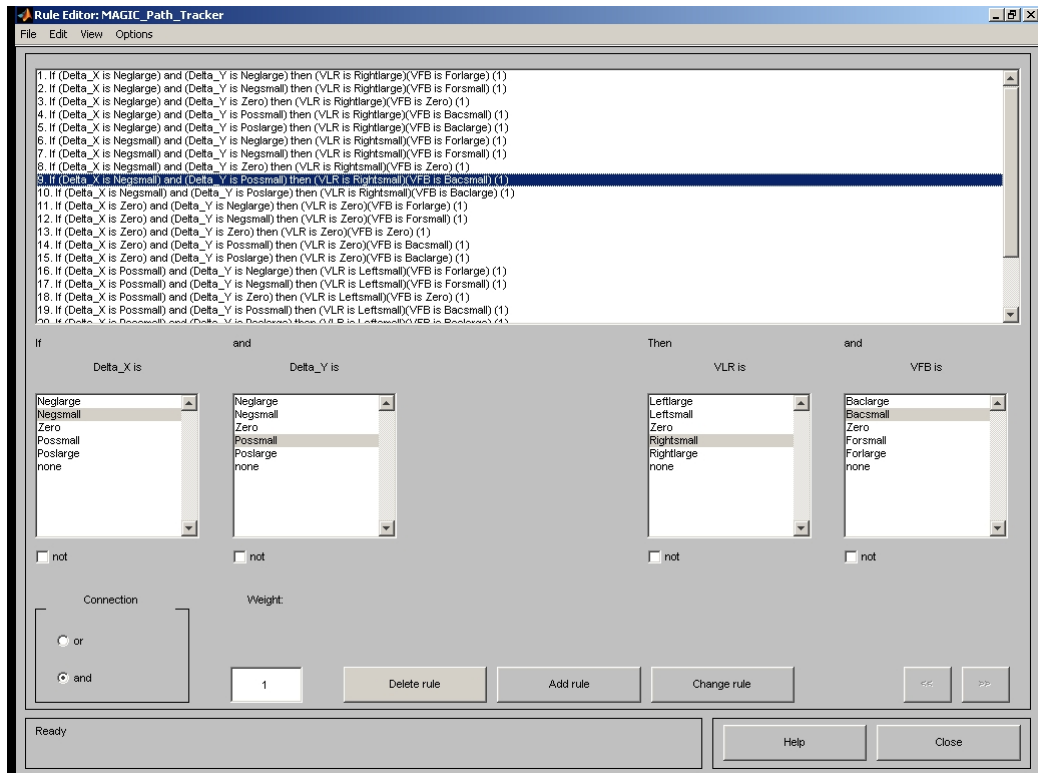 Rule Editor: MAGIC_Path_Tracker
File Edit View Options
1. If (Delta_X is Neglarge) and (Delta_Y is Neglarge) then (VLR is Rightlarge)(VFB is Forlarge) (1)
2. If (Delta_X is Neglarge) and (Delta_Y is Negsmall) then (VLR is Rightlarge)(VFB is Forsmall) (1)
3. If (Delta_X is Neglarge) and (Delta_Y is Zero) then (VLR is Rightlarge)(VFB is Zero) (1)
4. If (Delta_X is Neglarge) and (Delta_Y is Possmall) then (VLR is Rightlarge)(VFB is Bacsmall) (1)
5. If (Delta_X is Neglarge) and (Delta_Y is Poslarge) then (VLR is Rightlarge)(VFB is Baclarge) (1)
6. If (Delta_X is Negsmall) and (Delta_Y is Neglarge) then (VLR is Rightsmall)(VFB is Forlarge) (1)
7. If (Delta_X is Negsmall) and (Delta_Y is Negsmall) then (VLR is Rightsmall)(VFB is Forsmall) (1)
8. If (Delta_X is Negsmall) and (Delta_Y is Zero) then (VLR is Rightsmall)(VFB is Zero) (1)
9. If (Delta_X is Negsmall) and (Delta_Y is Possmall) then (VLR is Rightsmall)(VFB is Bacsmall) (1)
10. If (Delta_X is Negsmall) and (Delta_Y is Poslarge) then (VLR is Rightsmall)(VFB is Baclarge) (1)
11. If (Delta_X is Zero) and (Delta_Y is Neglarge) then (VLR is Zero)(VFB is Forlarge) (1)
12. If (Delta_X is Zero) and (Delta_Y is Negsmall) then (VLR is Zero)(VFB is Forsmall) (1)
13. If (Delta_X is Zero) and (Delta_Y is Zero) then (VLR is Zero)(VFB is Zero) (1)
14. If (Delta_X is Zero) and (Delta_Y is Possmall) then (VLR is Zero)(VFB is Bacsmall) (1)
15. If (Delta_X is Zero) and (Delta_Y is Poslarge) then (VLR is Zero)(VFB is Baclarge) (1)
16. If (Delta_X is Possmall) and (Delta_Y is Neglarge) then (VLR is Leftsmall)(VFB is Forlarge) (1)
17. If (Delta_X is Possmall) and (Delta_Y is Negsmall) then (VLR is Leftsmall)(VFB is Forsmall) (1)
18. If (Delta_X is Possmall) and (Delta_Y is Zero) then (VLR is Leftsmall)(VFB is Zero) (1)
19. If (Delta_X is Possmall) and (Delta_Y is Possmall) then (VLR is Leftsmall)(VFB is Bacsmall) (1)
20. If (Delta_X is Possmall) and (Delta_Y is Poslarge) then (VLR is Leftsmall)(VFB is Baclarge) (1)
If and Then and
Delta_X is Delta_Y is VLR is VFB is
Neglarge
Negsmall
Zero
Possmall
Poslarge
none
Neglarge
Negsmall
Zero
Possmall
Poslarge
none
Leftlarge
Leftsmall
Zero
Rightsmall
Rightlarge
none
Baclarge
Bacsmall
Zero
Forsmall
Forlarge
none
not not not not
Connection
or
and
Weight:
1
Delete rule Add rule Change rule << >>
Ready
Help Close